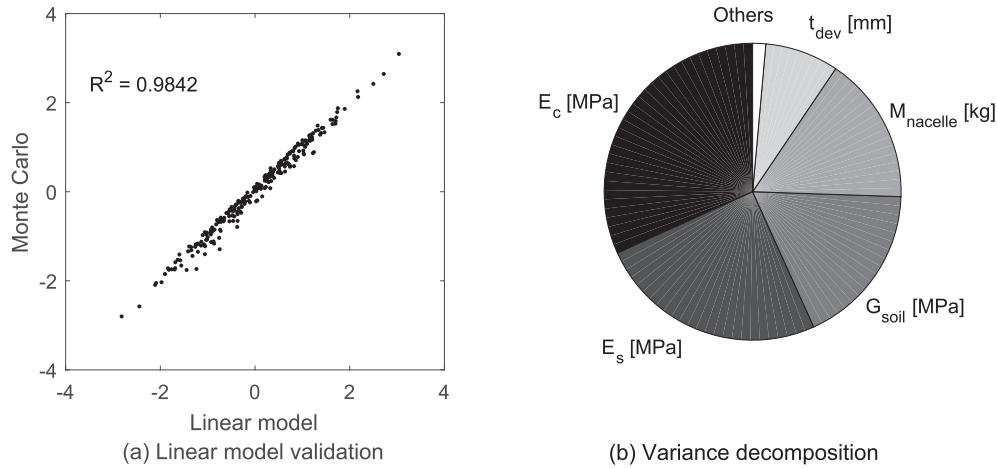 4
2
0
-2
-4
-4
-2
0
2
4
R² = 0.9842
Monte Carlo
Linear model
(a) Linear model validation
Others
t_dev [mm]
E_c [MPa]
M_nacelle [kg]
G_soil [MPa]
E_s [MPa]
(b) Variance decomposition